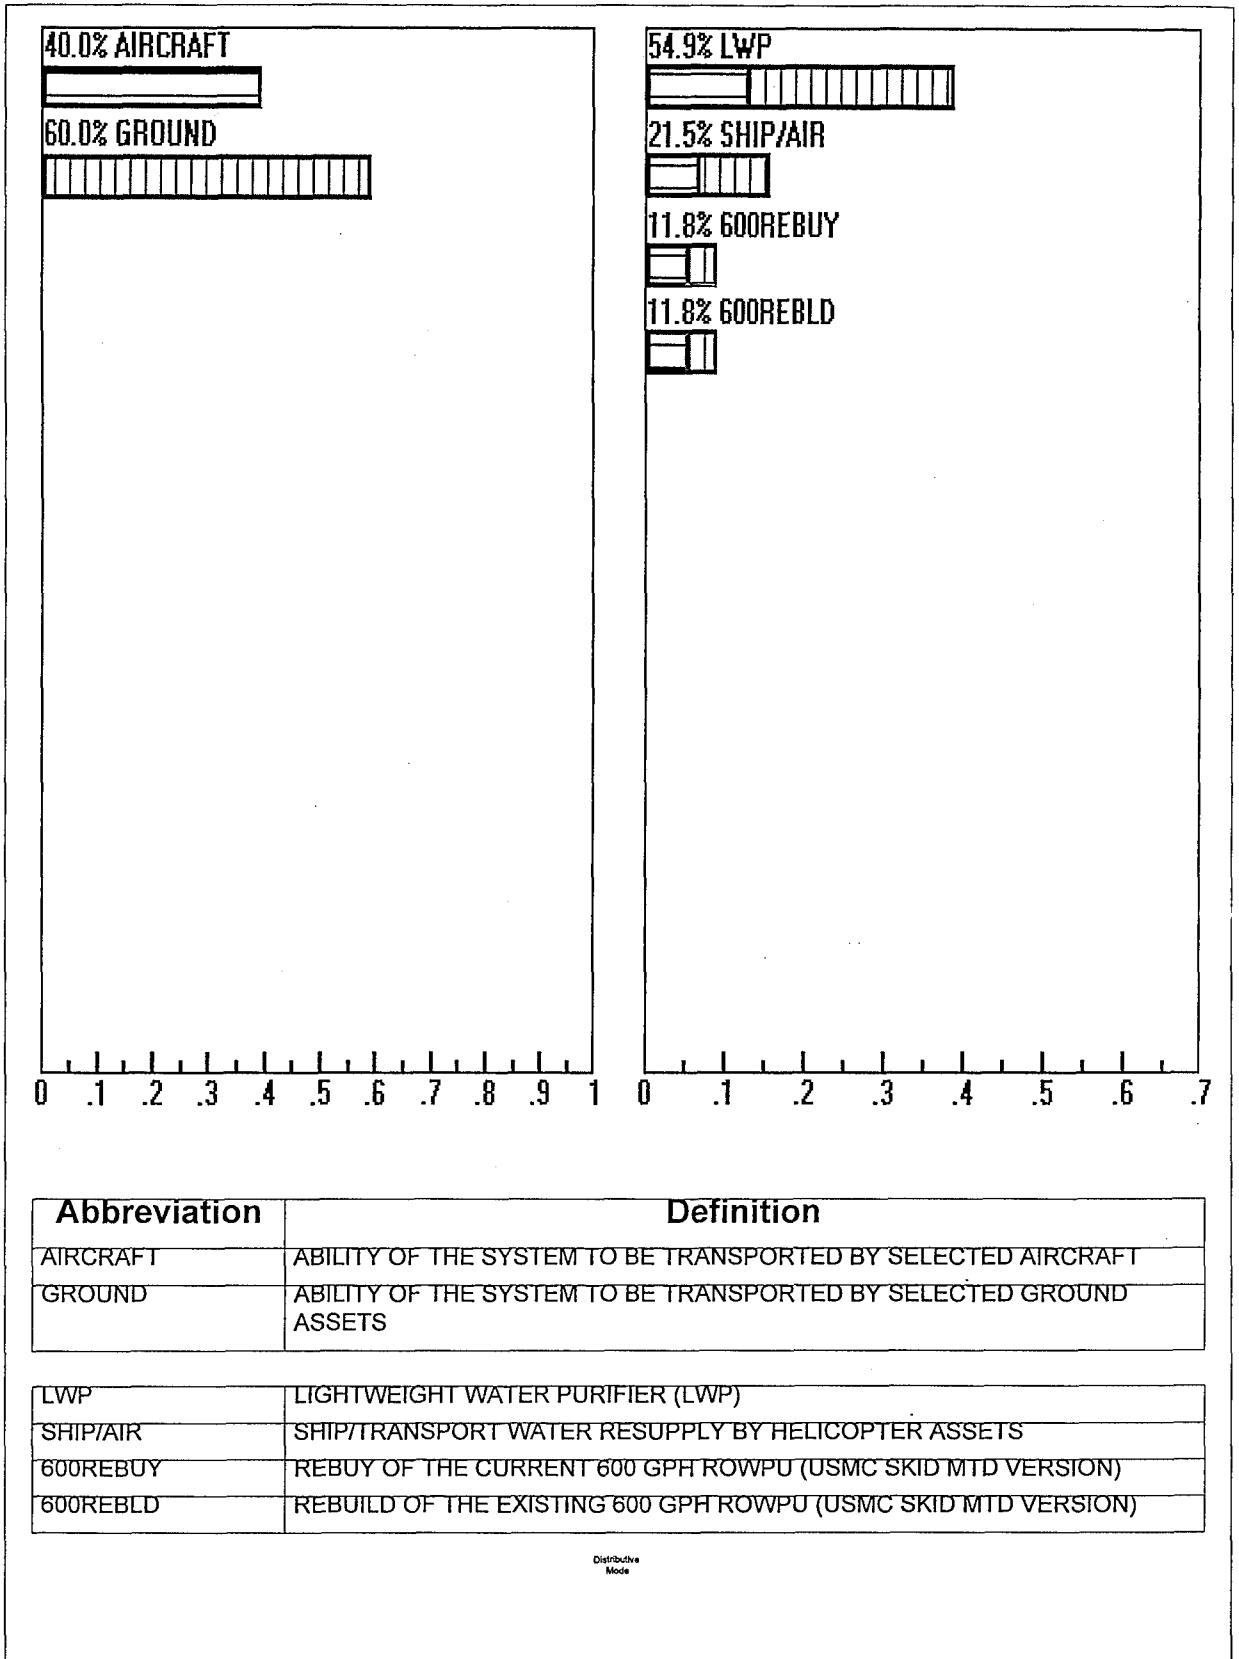 40.0% AIRCRAFT
60.0% GROUND
0 .1 .2 .3 .4 .5 .6 .7 .8 .9 1
54.9% LWP
21.5% SHIP/AIR
11.8% 600REBUY
11.8% 600REBLD
0 .1 .2 .3 .4 .5 .6 .7
Abbreviation Definition
AIRCRAFT ABILITY OF THE SYSTEM TO BE TRANSPORTED BY SELECTED AIRCRAFT
GROUND ABILITY OF THE SYSTEM TO BE TRANSPORTED BY SELECTED GROUND
ASSETS
LWP LIGHTWEIGHT WATER PURIFIER (LWP)
SHIP/AIR SHIP/TRANSPORT WATER RESUPPLY BY HELICOPTER ASSETS
600REBUY REBUY OF THE CURRENT 600 GPH ROWPU (USMC SKID MTD VERSION)
600REBLD REBUILD OF THE EXISTING 600 GPH ROWPU (USMC SKID MTD VERSION)
Distributive
Mode